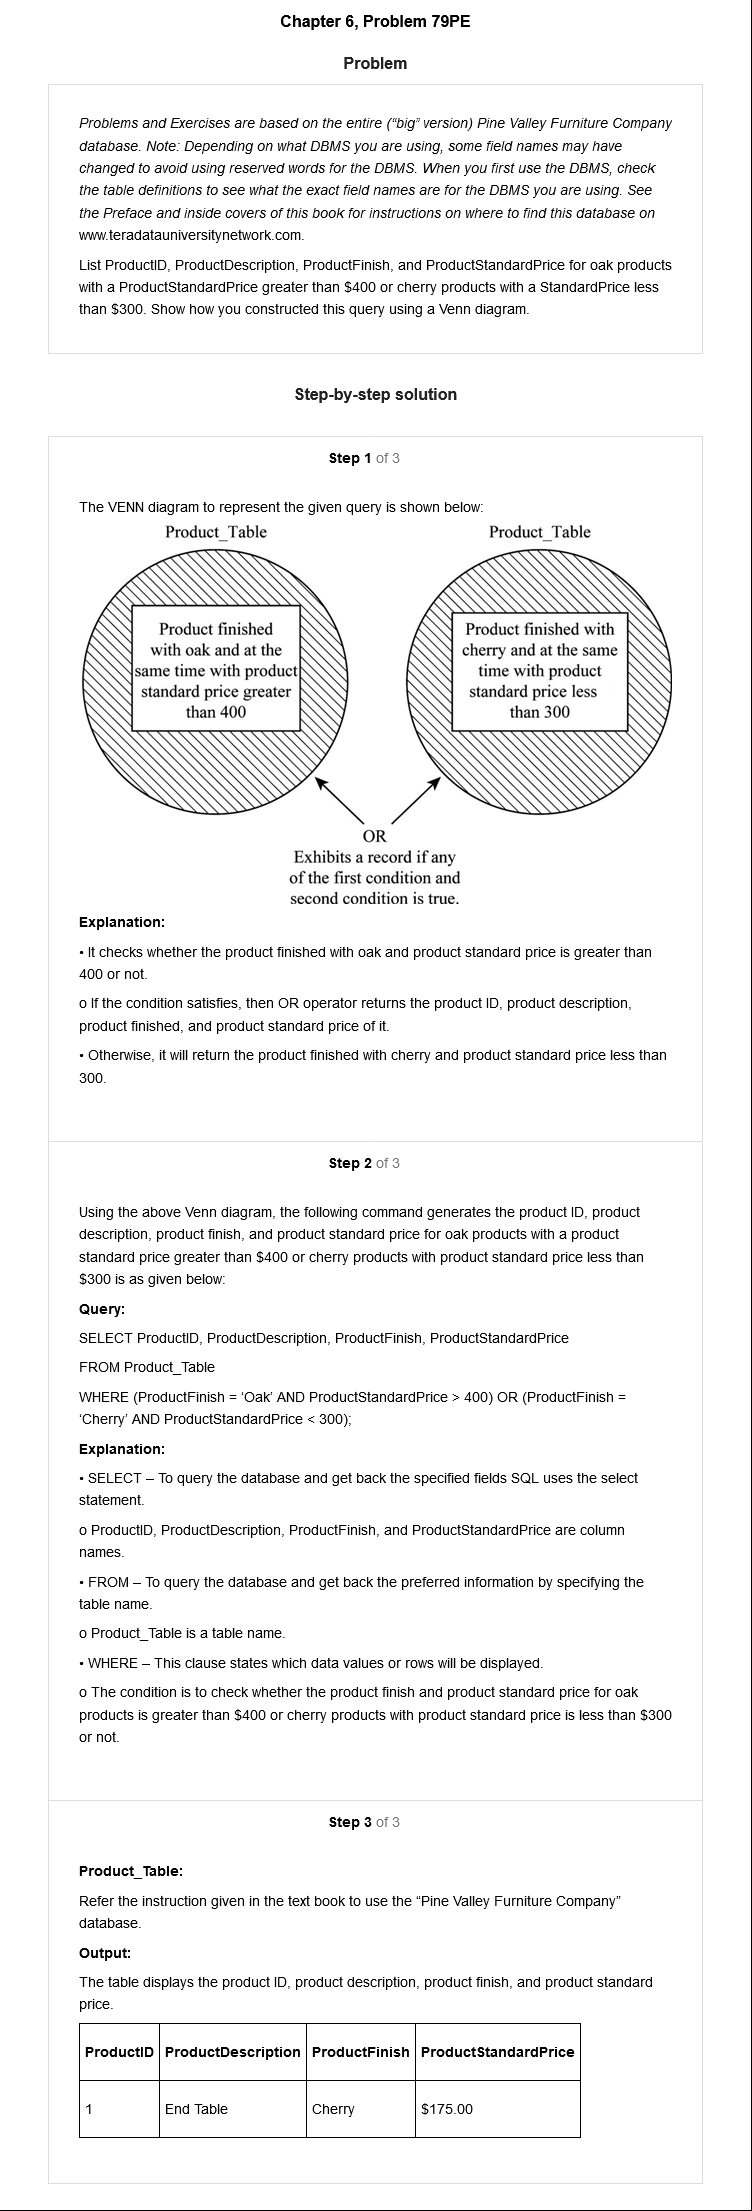 Chapter 6, Problem 79PE
Problem
Problems and Exercises are based on the entire (“big” version) Pine Valley Furniture Company
database. Note: Depending on what DBMS you are using, some field names may have
changed to avoid using reserved words for the DBMS. When you first use the DBMS, check
the table definitions to see what the exact field names are for the DBMS you are using. See
the Preface and inside covers of this book for instructions on where to find this database on
www.teradatauniversitynetwork.com.
List ProductID, ProductDescription, ProductFinish, and ProductStandardPrice for oak products
with a ProductStandardPrice greater than $400 or cherry products with a StandardPrice less
than $300. Show how you constructed this query using a Venn diagram.
Step-by-step solution
Step 1 of 3
The VENN diagram to represent the given query is shown below:
Product_Table
Product finished
with oak and at the
same time with product
standard price greater
than 400
Product_Table
Product finished with
cherry and at the same
time with product
standard price less
than 300
OR
Exhibits a record if any
of the first condition and
second condition is true.
Explanation:
• It checks whether the product finished with oak and product standard price is greater than
400 or not.
o If the condition satisfies, then OR operator returns the product ID, product description,
product finished, and product standard price of it.
• Otherwise, it will return the product finished with cherry and product standard price less than
300.
Step 2 of 3
Using the above Venn diagram, the following command generates the product ID, product
description, product finish, and product standard price for oak products with a product
standard price greater than $400 or cherry products with product standard price less than
$300 is as given below:
Query:
SELECT ProductID, ProductDescription, ProductFinish, ProductStandardPrice
FROM Product_Table
WHERE (ProductFinish = ‘Oak’ AND ProductStandardPrice > 400) OR (ProductFinish =
‘Cherry’ AND ProductStandardPrice < 300);
Explanation:
• SELECT – To query the database and get back the specified fields SQL uses the select
statement.
o ProductID, ProductDescription, ProductFinish, and ProductStandardPrice are column
names.
• FROM – To query the database and get back the preferred information by specifying the
table name.
o Product_Table is a table name.
• WHERE – This clause states which data values or rows will be displayed.
o The condition is to check whether the product finish and product standard price for oak
products is greater than $400 or cherry products with product standard price is less than $300
or not.
Step 3 of 3
Product_Table:
Refer the instruction given in the text book to use the “Pine Valley Furniture Company”
database.
Output:
The table displays the product ID, product description, product finish, and product standard
price.
ProductID ProductDescription ProductFinish ProductStandardPrice
1 End Table Cherry $175.00